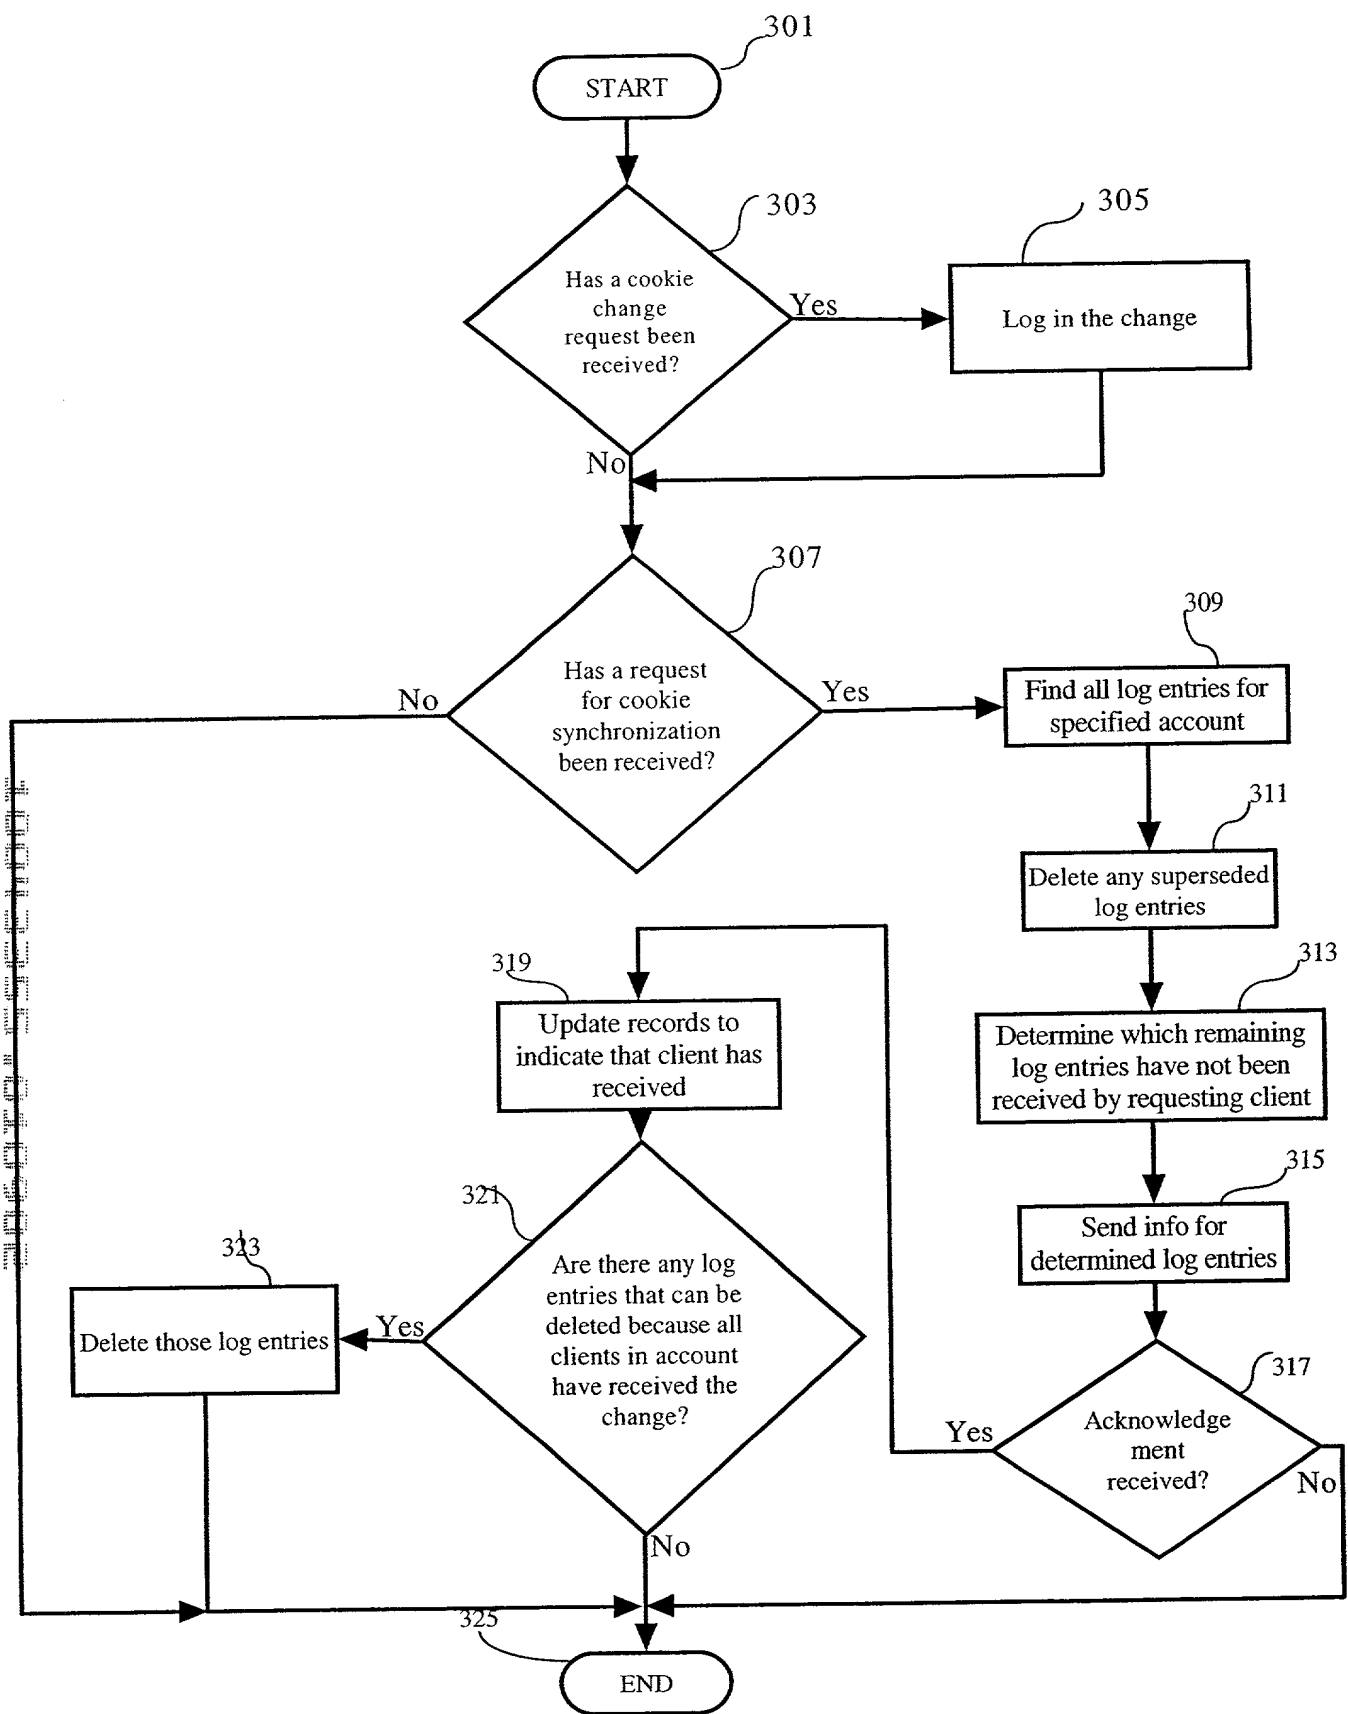 301
START
303
305
Has a cookie
change
request been
received?
Yes
Log in the change
No
307
309
Has a request
for cookie
synchronization
been received?
No
Yes
Find all log entries for
specified account
311
Delete any superseded
log entries
319
313
Update records to
indicate that client has
received
Determine which remaining
log entries have not been
received by requesting client
315
321
Send info for
determined log entries
323
Are there any log
entries that can be
deleted because all
clients in account
have received the
change?
Yes
Delete those log entries
317
Acknowledge
ment
received?
Yes
No
No
325
END